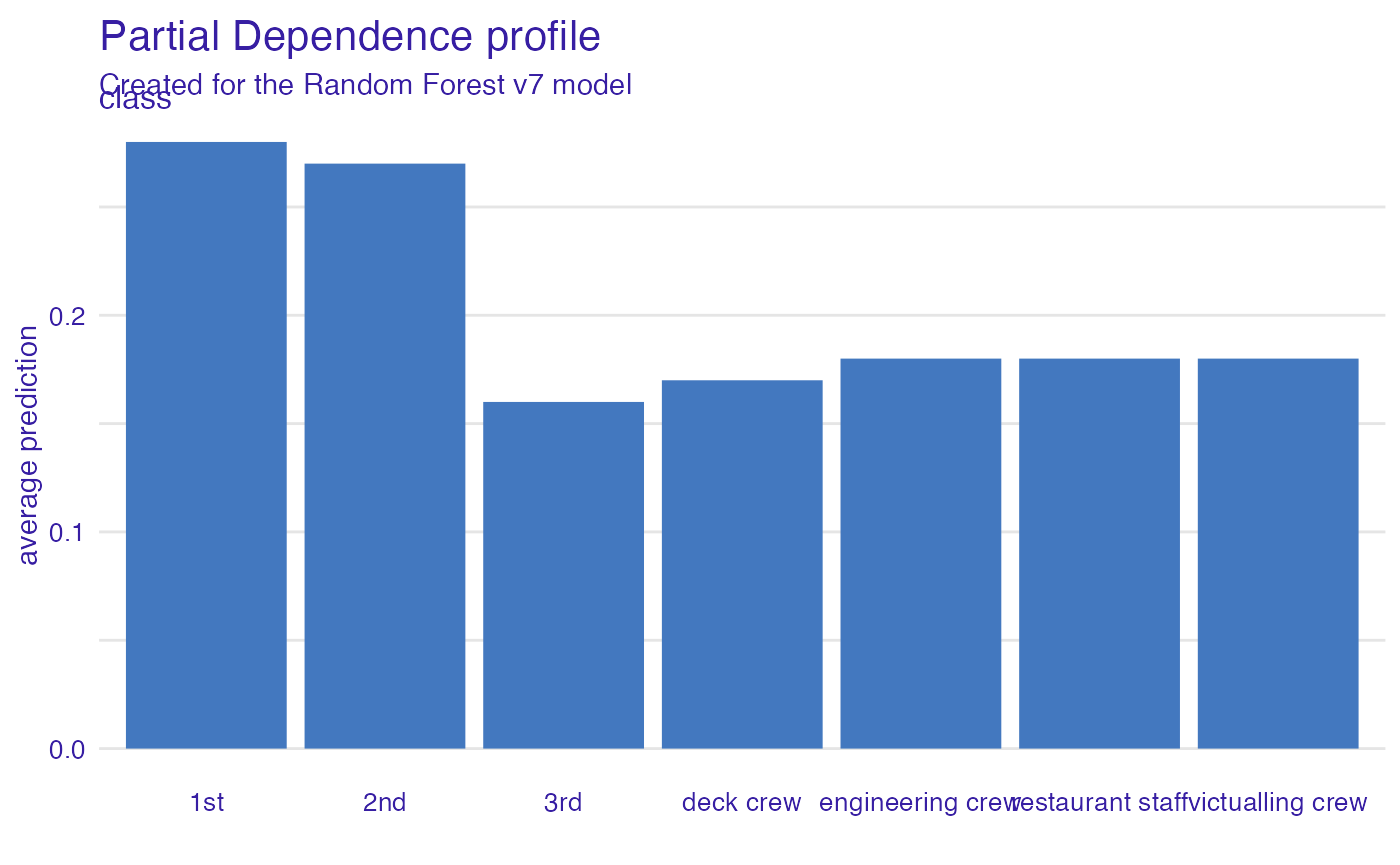 Partial Dependence profile
Created for the Random Forest v7 model
class
average prediction
0.2
0.1
0.0
1st 2nd 3rd deck crew engineering crew restaurant staff victualling crew